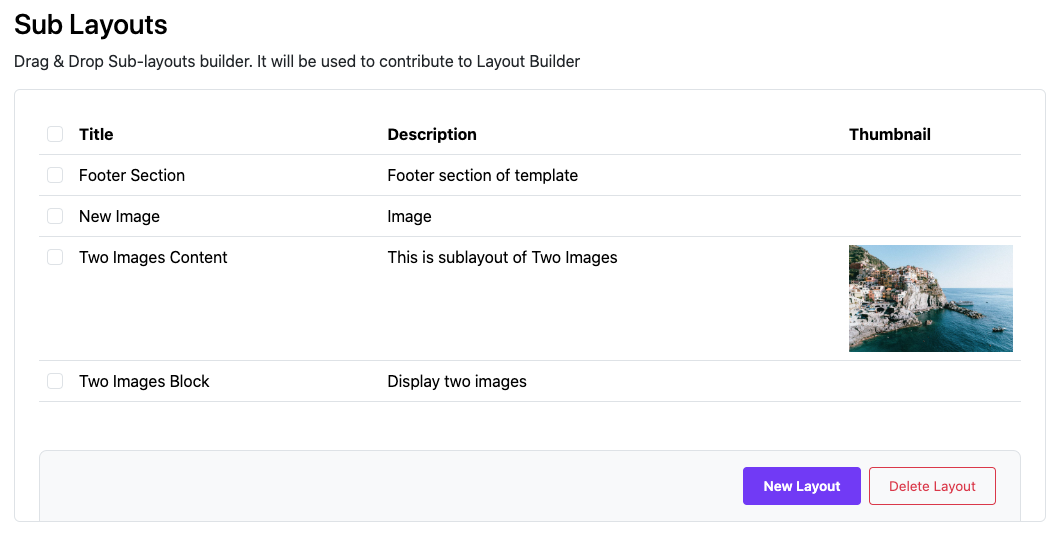 Sub Layouts
Drag & Drop Sub-layouts builder. It will be used to contribute to Layout Builder
Title Description Thumbnail
Footer Section Footer section of template
New Image Image
Two Images Content This is sublayout of Two Images
Two Images Block Display two images
New Layout Delete Layout